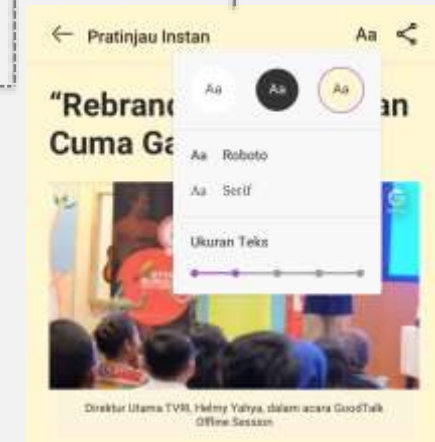 Pratinjau Instan Aa
Aa Aa Aa
"Rebran an
Cuma Ga
Aa Roboto
Aa Serif
Ukuran Teks
Direktur Utama TVRI, Helmy Yahya, dalam acara GoodTalk
Offline Session